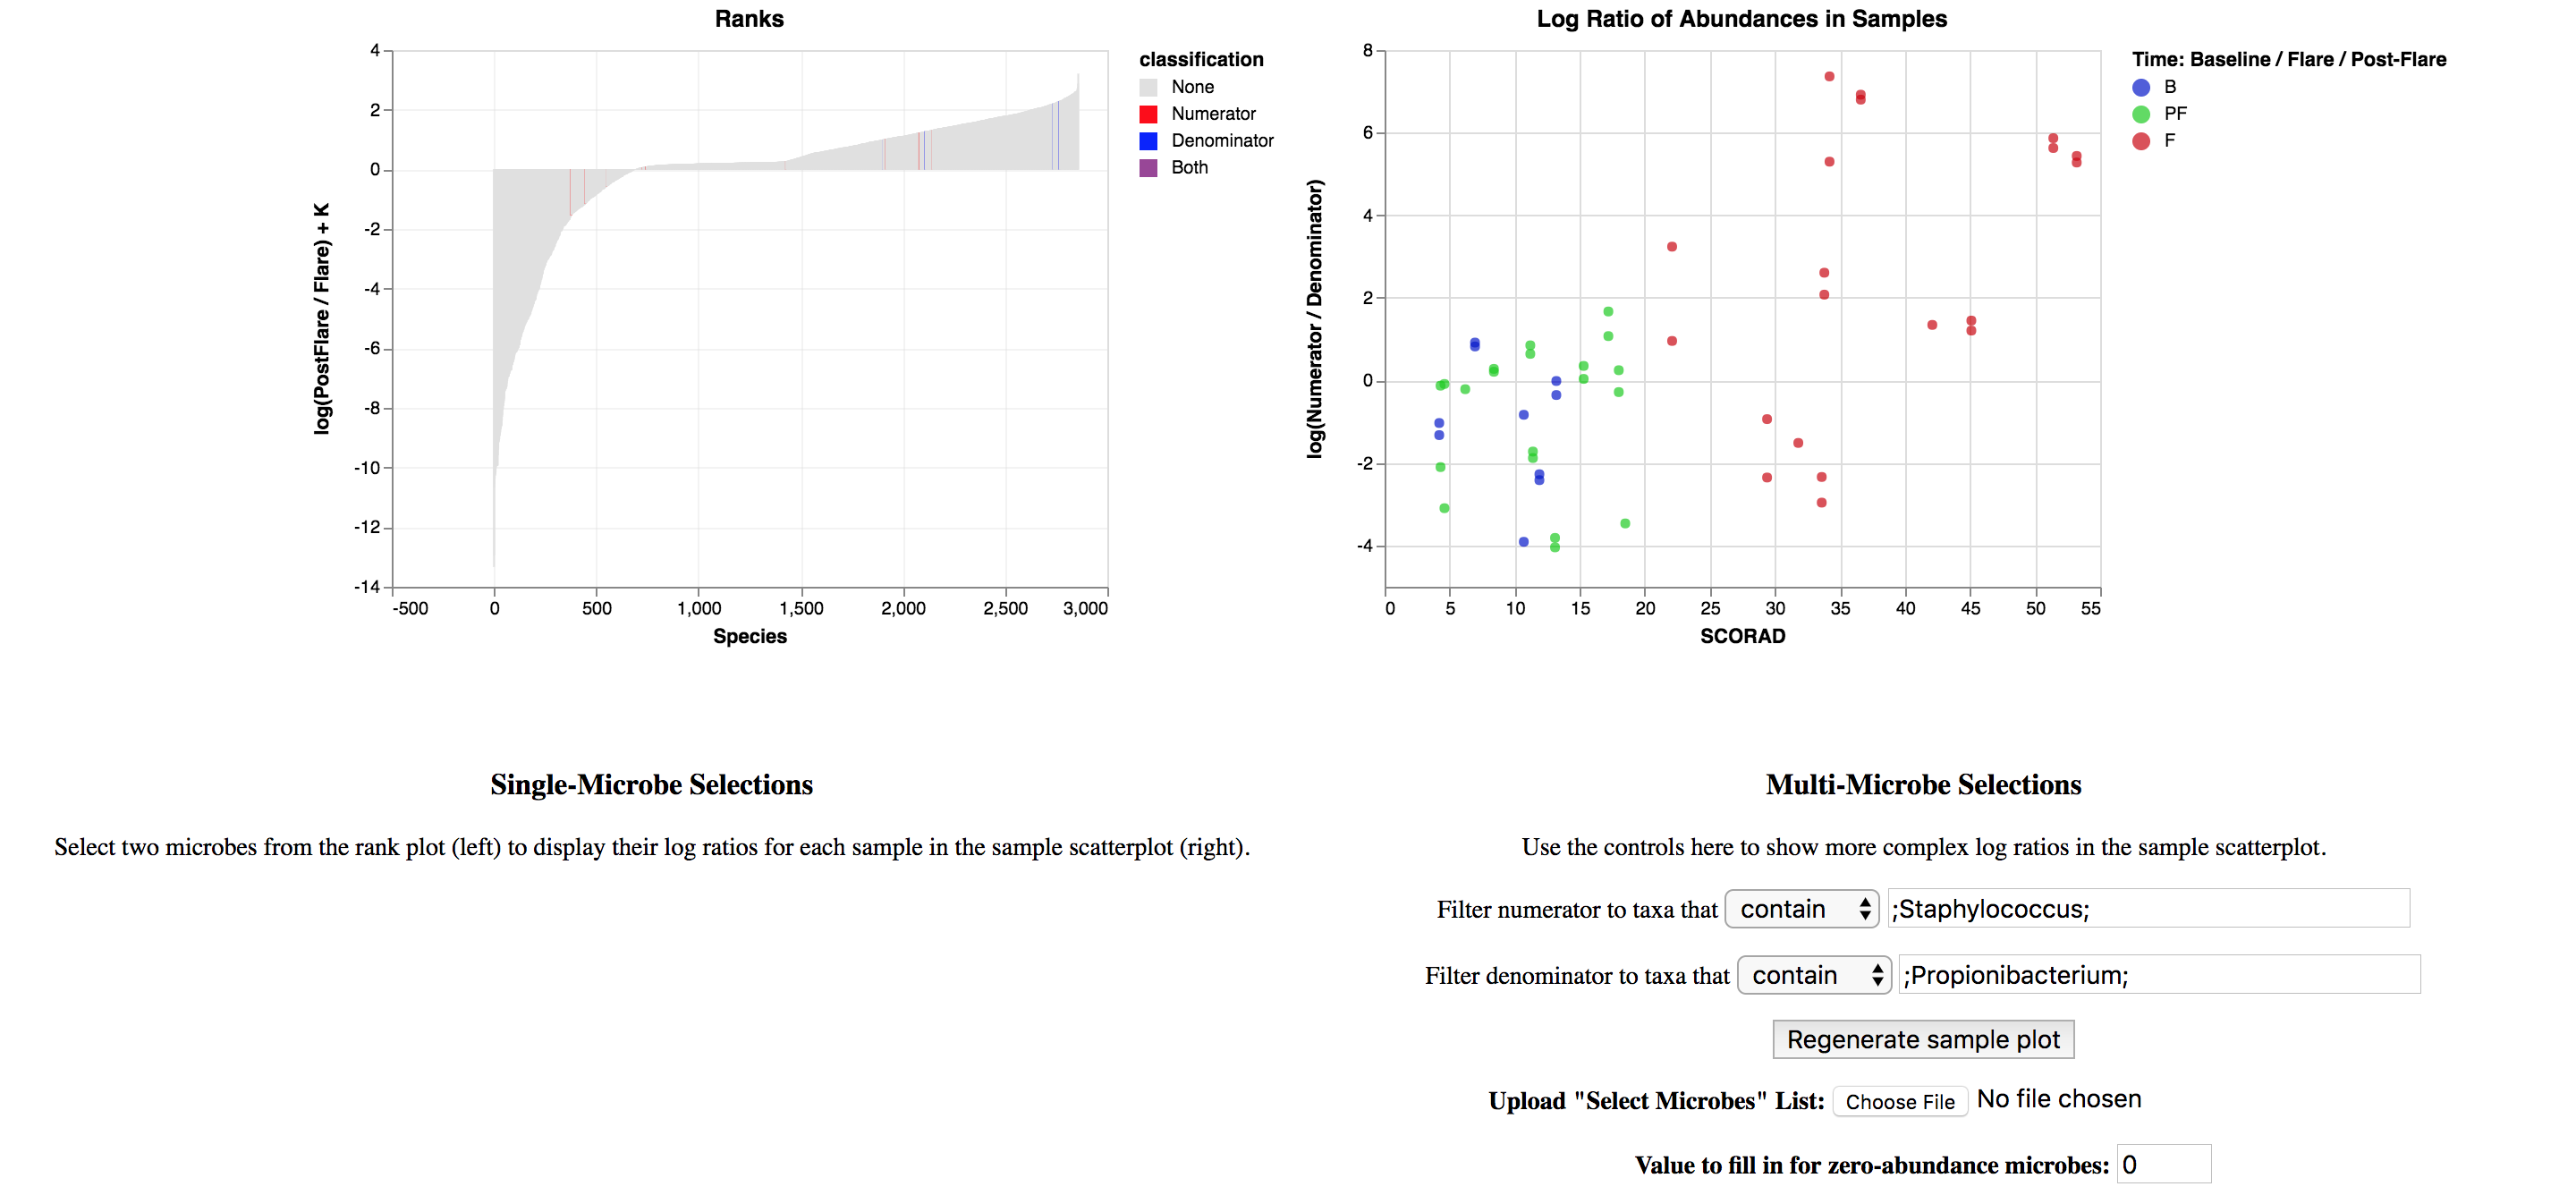 Ranks
4
2
0
-2
-4
-6
-8
-10
-12
-14
log(PostFlare / Flare) + K
-500 0 500 1,000 1,500 2,000 2,500 3,000
Species
classification
None
Numerator
Denominator
Both
Log Ratio of Abundances in Samples
8
6
4
2
0
-2
-4
log(Numerator / Denominator)
0 5 10 15 20 25 30 35 40 45 50 55
SCORAD
Time: Baseline / Flare / Post-Flare
B
PF
F
Single-Microbe Selections
Select two microbes from the rank plot (left) to display their log ratios for each sample in the sample scatterplot (right).
Multi-Microbe Selections
Use the controls here to show more complex log ratios in the sample scatterplot.
Filter numerator to taxa that contain ;Staphylococcus;
Filter denominator to taxa that contain ;Propionibacterium;
Regenerate sample plot
Upload "Select Microbes" List: Choose File No file chosen
Value to fill in for zero-abundance microbes: 0